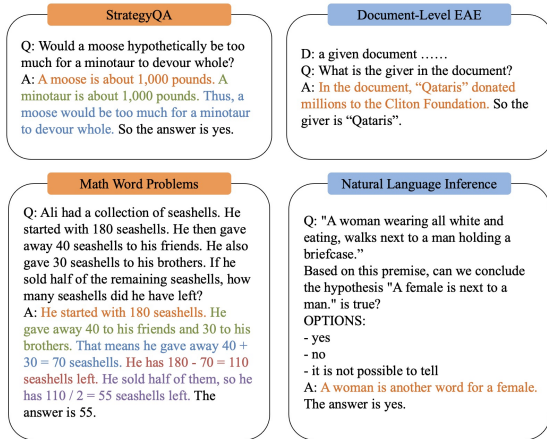 StrategyQA
Q: Would a moose hypothetically be too
much for a minotaur to devour whole?
A: A moose is about 1,000 pounds. A
minotaur is about 1,000 pounds. Thus, a
moose would be too much for a minotaur
to devour whole. So the answer is yes.
Document-Level EAE
D: a given document ……
Q: What is the giver in the document?
A: In the document, “Qataris” donated
millions to the Cliton Foundation. So the
giver is “Qataris”.
Math Word Problems
Q: Ali had a collection of seashells. He
started with 180 seashells. He then gave
away 40 seashells to his friends. He also
gave 30 seashells to his brothers. If he
sold half of the remaining seashells, how
many seashells did he have left?
A: He started with 180 seashells. He
gave away 40 to his friends and 30 to his
brothers. That means he gave away 40 +
30 = 70 seashells. He has 180 - 70 = 110
seashells left. He sold half of them, so he
has 110 / 2 = 55 seashells left. The
answer is 55.
Natural Language Inference
Q: "A woman wearing all white and
eating, walks next to a man holding a
briefcase.”
Based on this premise, can we conclude
the hypothesis "A female is next to a
man." is true?
OPTIONS:
- yes
- no
- it is not possible to tell
A: A woman is another word for a female.
The answer is yes.